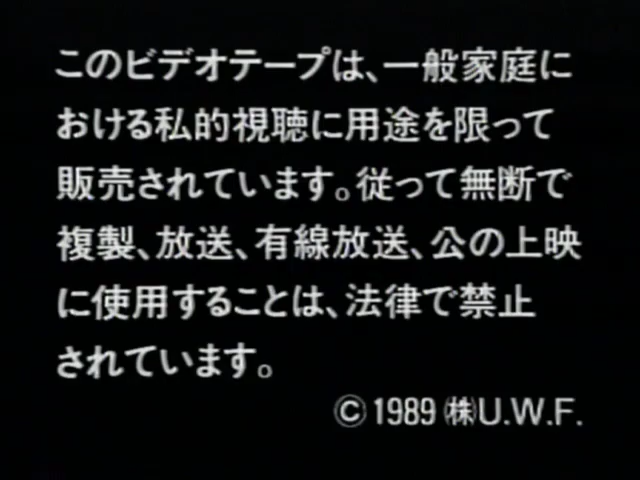 このビデオテープは、一般家庭に
おける私的視聴に用途を限って
販売されています。従って無断で
複製、放送、有線放送、公の上映
に使用することは、法律で禁止
されています。
© 1989 ㈱U.W.F.